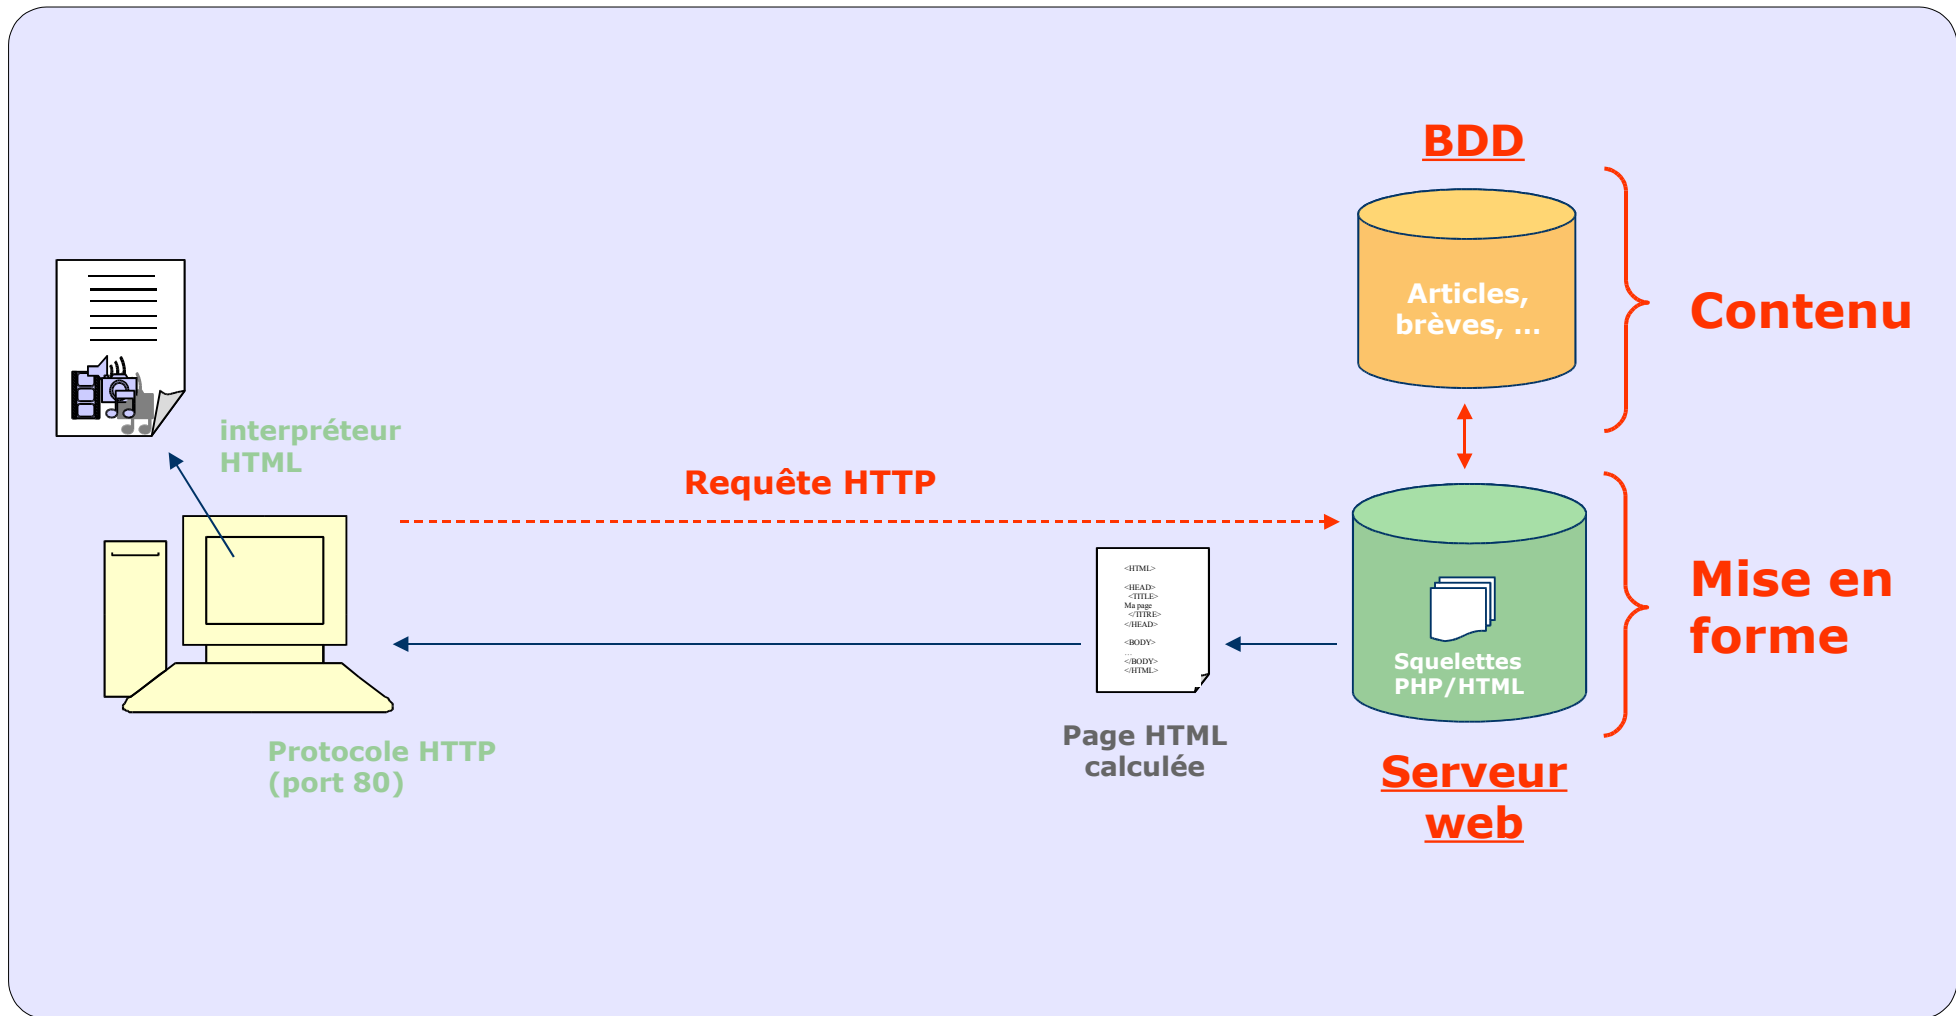 BDD
Articles,
brèves, ...
Contenu
interpréteur
HTML
Requête HTTP
<HTML>
<HEAD>
<TITLE>
Ma page
</TITRE>
</HEAD>
<BODY>
...
</BODY>
</HTML>
Squelettes
PHP/HTML
Mise en
forme
Page HTML
calculée
Protocole HTTP
(port 80)
Serveur
web